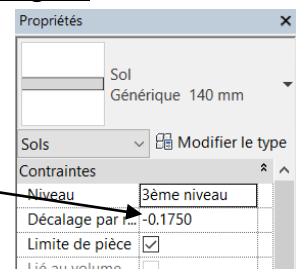 Propriétés
Sol
Générique 140 mm
Sols Modifier le type
Contraintes
Niveau 3ème niveau
Décalage par r... -0.1750
Limite de pièce
Lié au volume